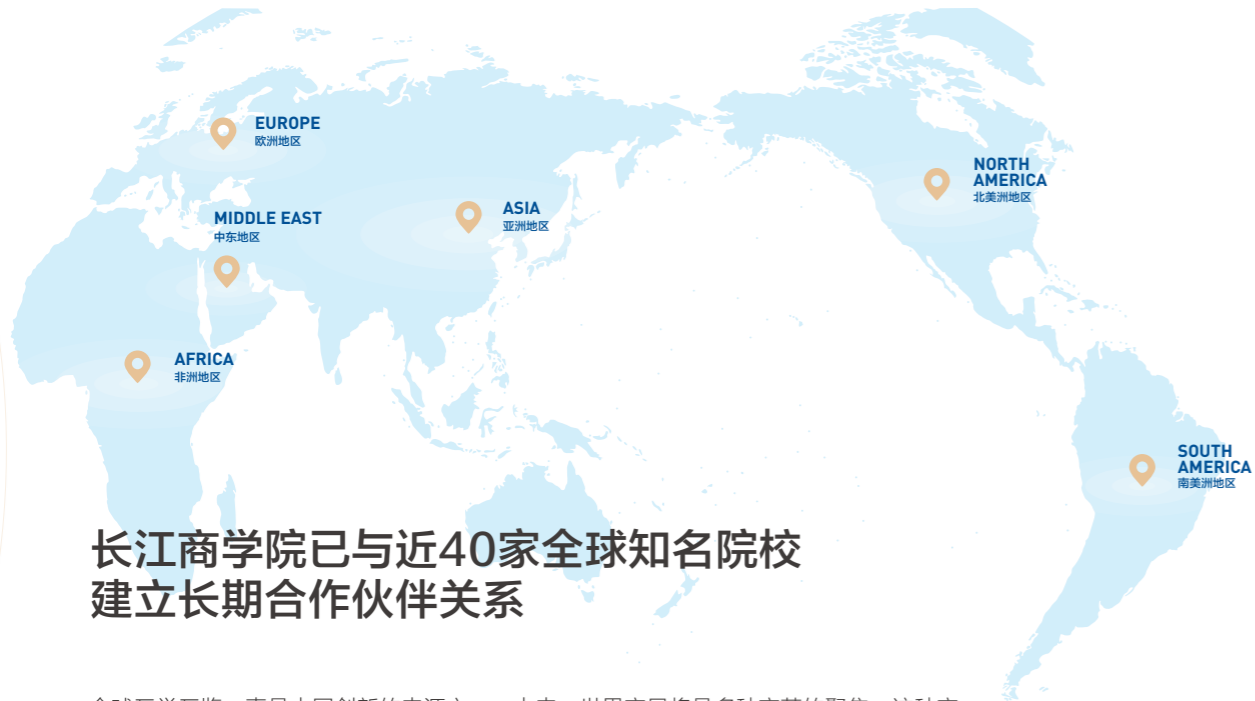 EUROPE
欧洲地区
NORTH
AMERICA
北美洲地区
ASIA
亚洲地区
MIDDLE EAST
中东地区
AFRICA
非洲地区
SOUTH
AMERICA
南美洲地区
长江商学院已与近40家全球知名院校
建立长期合作伙伴关系